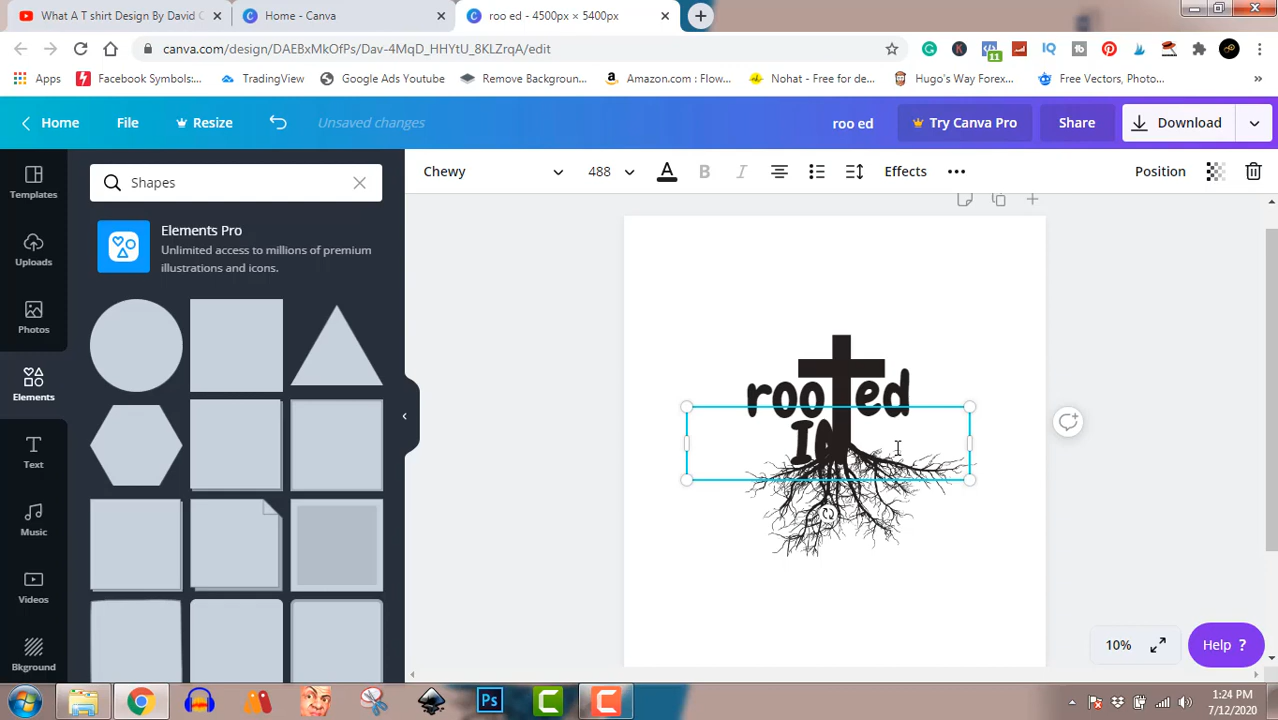 What A T shirt Design By David C
Home - Canva
roo ed - 4500px × 5400px
canva.com/design/DAEBxMkOfPs/Dav-4MqD_HHYtU_8KLZrqA/edit
11
IQ
Apps
Facebook Symbols:...
TradingView
Google Ads Youtube
Remove Backgroun...
Amazon.com : Flow...
Nohat - Free for de...
Hugo's Way Forex...
Free Vectors, Photo...
Home
File
Resize
Unsaved changes
roo ed
Try Canva Pro
Share
Download
Templates
Uploads
Photos
Elements
Text
Music
Videos
Bkground
Shapes
Elements Pro
Unlimited access to millions of premium
illustrations and icons.
Chewy
488
A
B
I
Effects
Position
rooted
IN
10%
Help ?
Ps
1:24 PM
7/12/2020